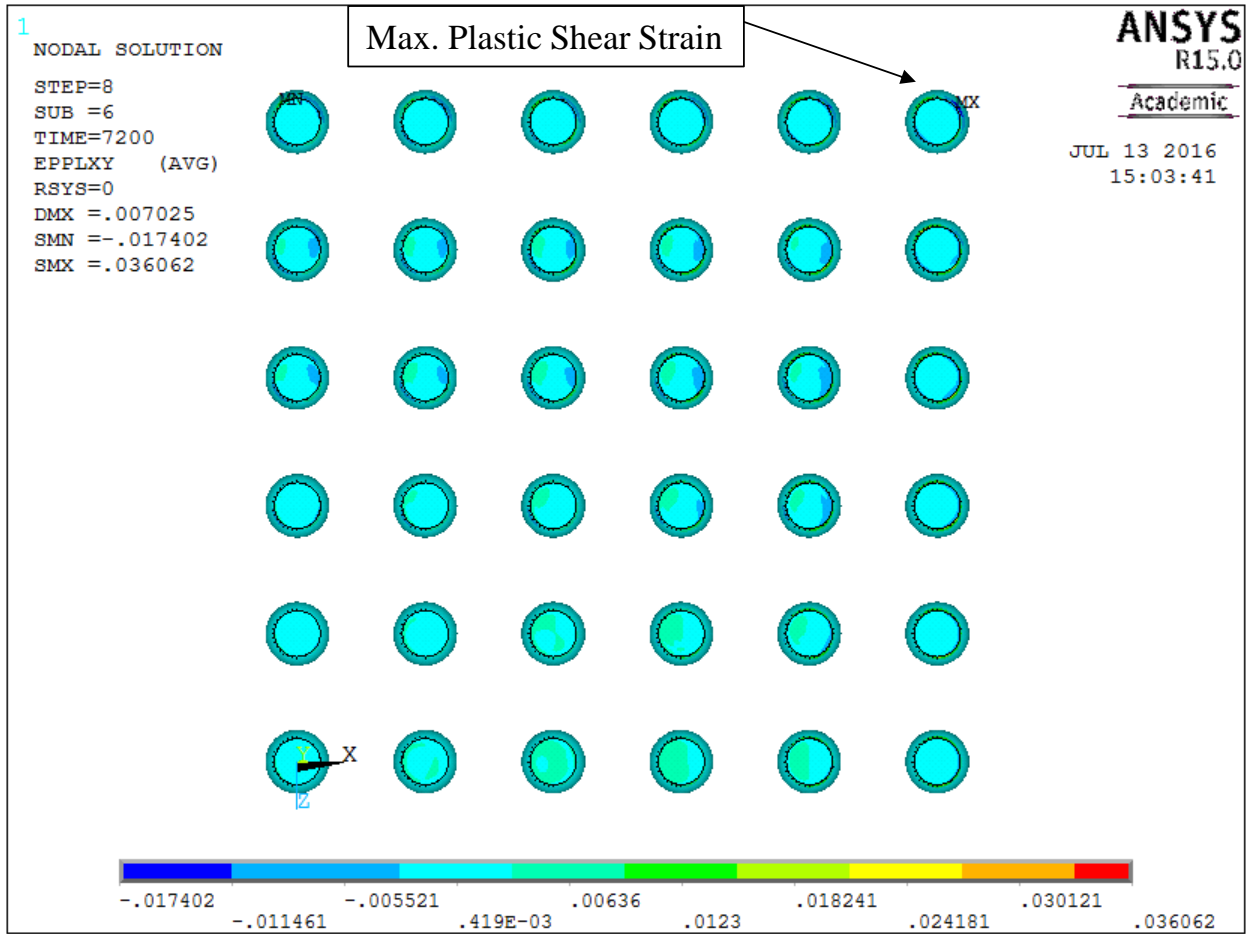 1
NODAL SOLUTION
STEP=8
SUB =6
TIME=7200
EPPLXY (AVG)
RSYS=0
DMX =.007025
SMN =-.017402
SMX =.036062
Max. Plastic Shear Strain
ANSYS
R15.0
Academic
JUL 13 2016
15:03:41
MN
MX
Y
X
Z
-.017402
-.011461
-.005521
.419E-03
.00636
.0123
.018241
.024181
.030121
.036062